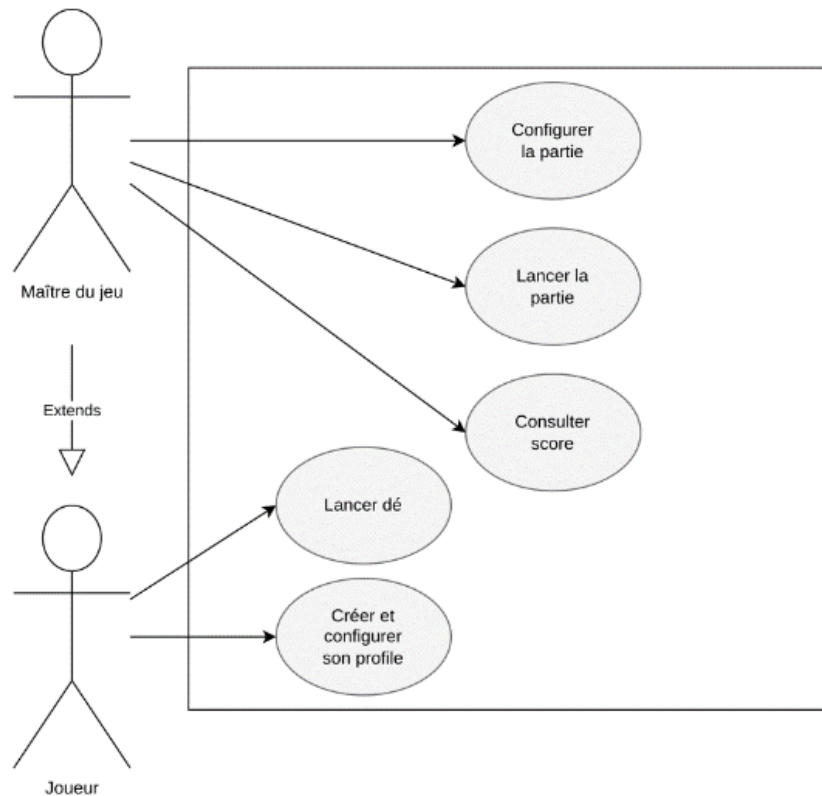 Configurer
la partie
Lancer la
partie
Maître du jeu
Extends
Consulter
score
Lancer dé
Créer et
configurer
son profile
Joueur